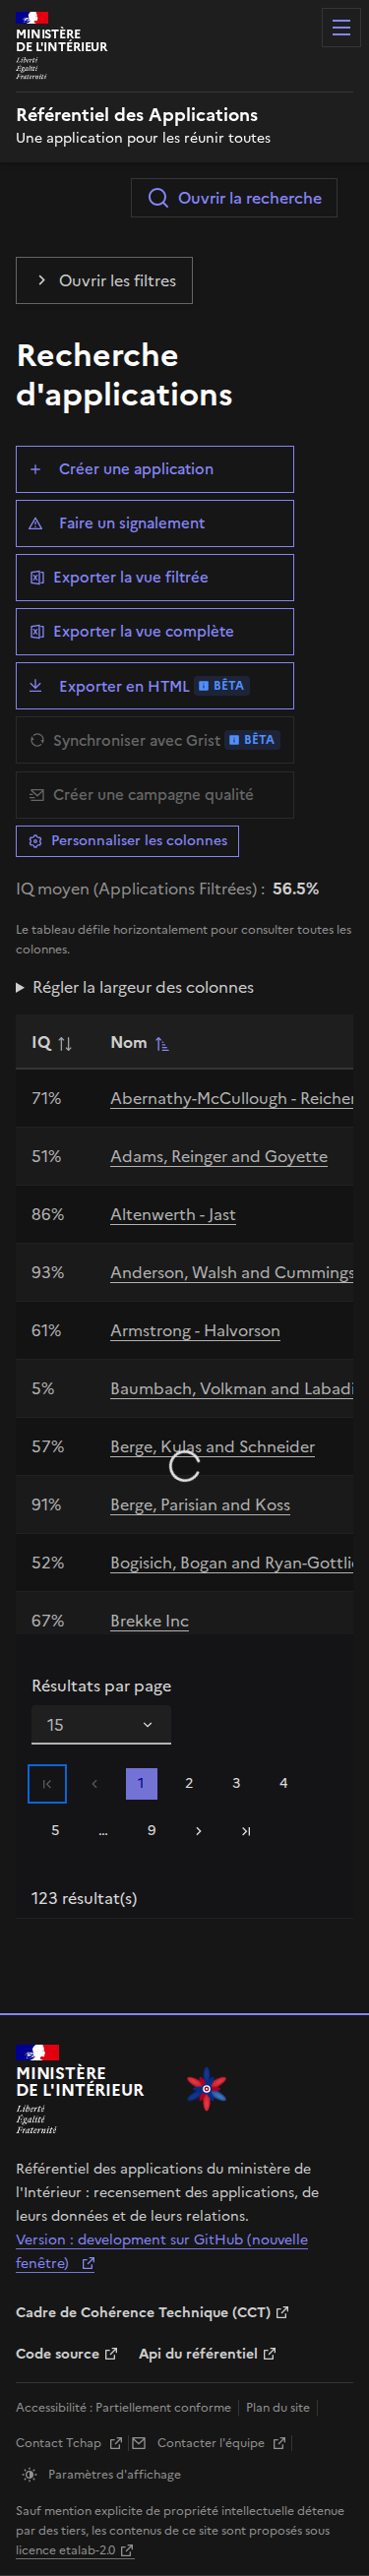 MINISTÈRE
DE L'INTÉRIEUR
Liberté
Égalité
Fraternité
Référentiel des Applications
Une application pour les réunir toutes
Ouvrir la recherche
Ouvrir les filtres
Recherche
d'applications
Créer une application
Faire un signalement
Exporter la vue filtrée
Exporter la vue complète
Exporter en HTML BÊTA
Synchroniser avec Grist BÊTA
Créer une campagne qualité
Personnaliser les colonnes
IQ moyen (Applications Filtrées) : 56.5%
Le tableau défile horizontalement pour consulter toutes les
colonnes.
Régler la largeur des colonnes
IQ Nom
71% Abernathy-McCullough - Reicher
51% Adams, Reinger and Goyette
86% Altenwerth - Jast
93% Anderson, Walsh and Cummings
61% Armstrong - Halvorson
5% Baumbach, Volkman and Labadi
57% Berge, Kulas and Schneider
91% Berge, Parisian and Koss
52% Bogisich, Bogan and Ryan-Gottli
67% Brekke Inc
Résultats par page
15
1 2 3 4
5 … 9
123 résultat(s)
MINISTÈRE
DE L'INTÉRIEUR
Liberté
Égalité
Fraternité
Référentiel des applications du ministère de
l'Intérieur : recensement des applications, de
leurs données et de leurs relations.
Version : development sur GitHub (nouvelle
fenêtre)
Cadre de Cohérence Technique (CCT)
Code source Api du référentiel
Accessibilité : Partiellement conforme Plan du site
Contact Tchap Contacter l'équipe
Paramètres d'affichage
Sauf mention explicite de propriété intellectuelle détenue
par des tiers, les contenus de ce site sont proposés sous
licence etalab-2.0